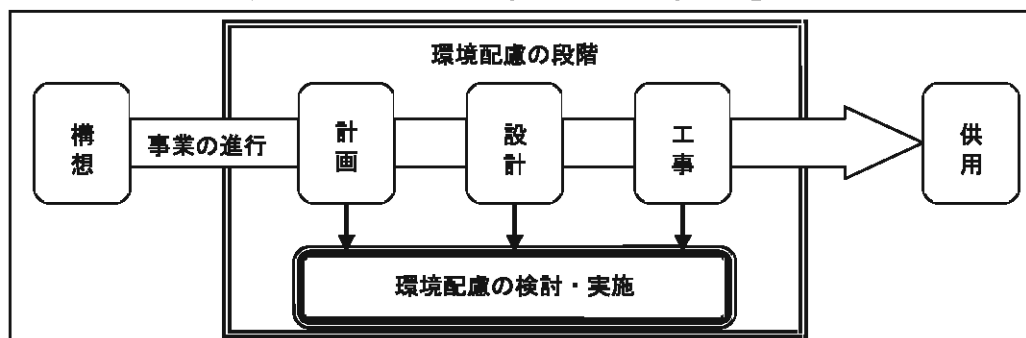 環境配慮の段階
構想
事業の進行
計画
設計
工事
供用
環境配慮の検討・実施